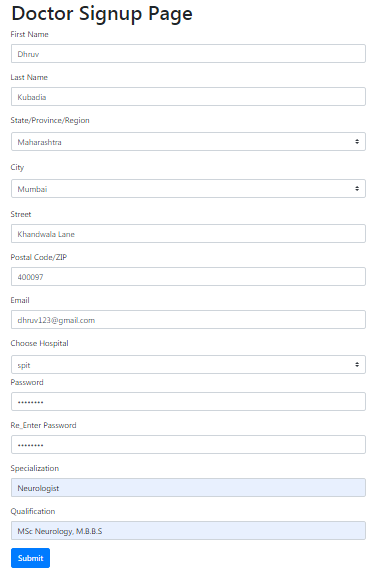 Doctor Signup Page
First Name
Dhruv
Last Name
Kubadia
State/Province/Region
Maharashtra
City
Mumbai
Street
Khandwala Lane
Postal Code/ZIP
400097
Email
dhruv123@gmail.com
Choose Hospital
spit
Password
••••••••
Re_Enter Password
••••••••
Specialization
Neurologist
Qualification
MSc Neurology, M.B.B.S
Submit